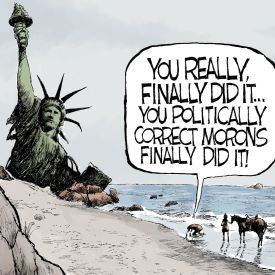 YOU REALLY,
FINALLY DID IT...
YOU POLITICALLY
CORRECT MORONS
FINALLY DID IT!